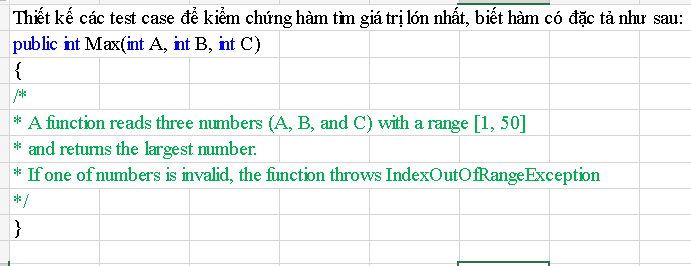 Thiết kế các test case để kiểm chứng hàm tìm giá trị lớn nhất, biết hàm có đặc tả như sau:
public int Max(int A, int B, int C)
{
/*
* A function reads three numbers (A, B, and C) with a range [1, 50]
* and returns the largest number.
* If one of numbers is invalid, the function throws IndexOutOfRangeException
*/
}